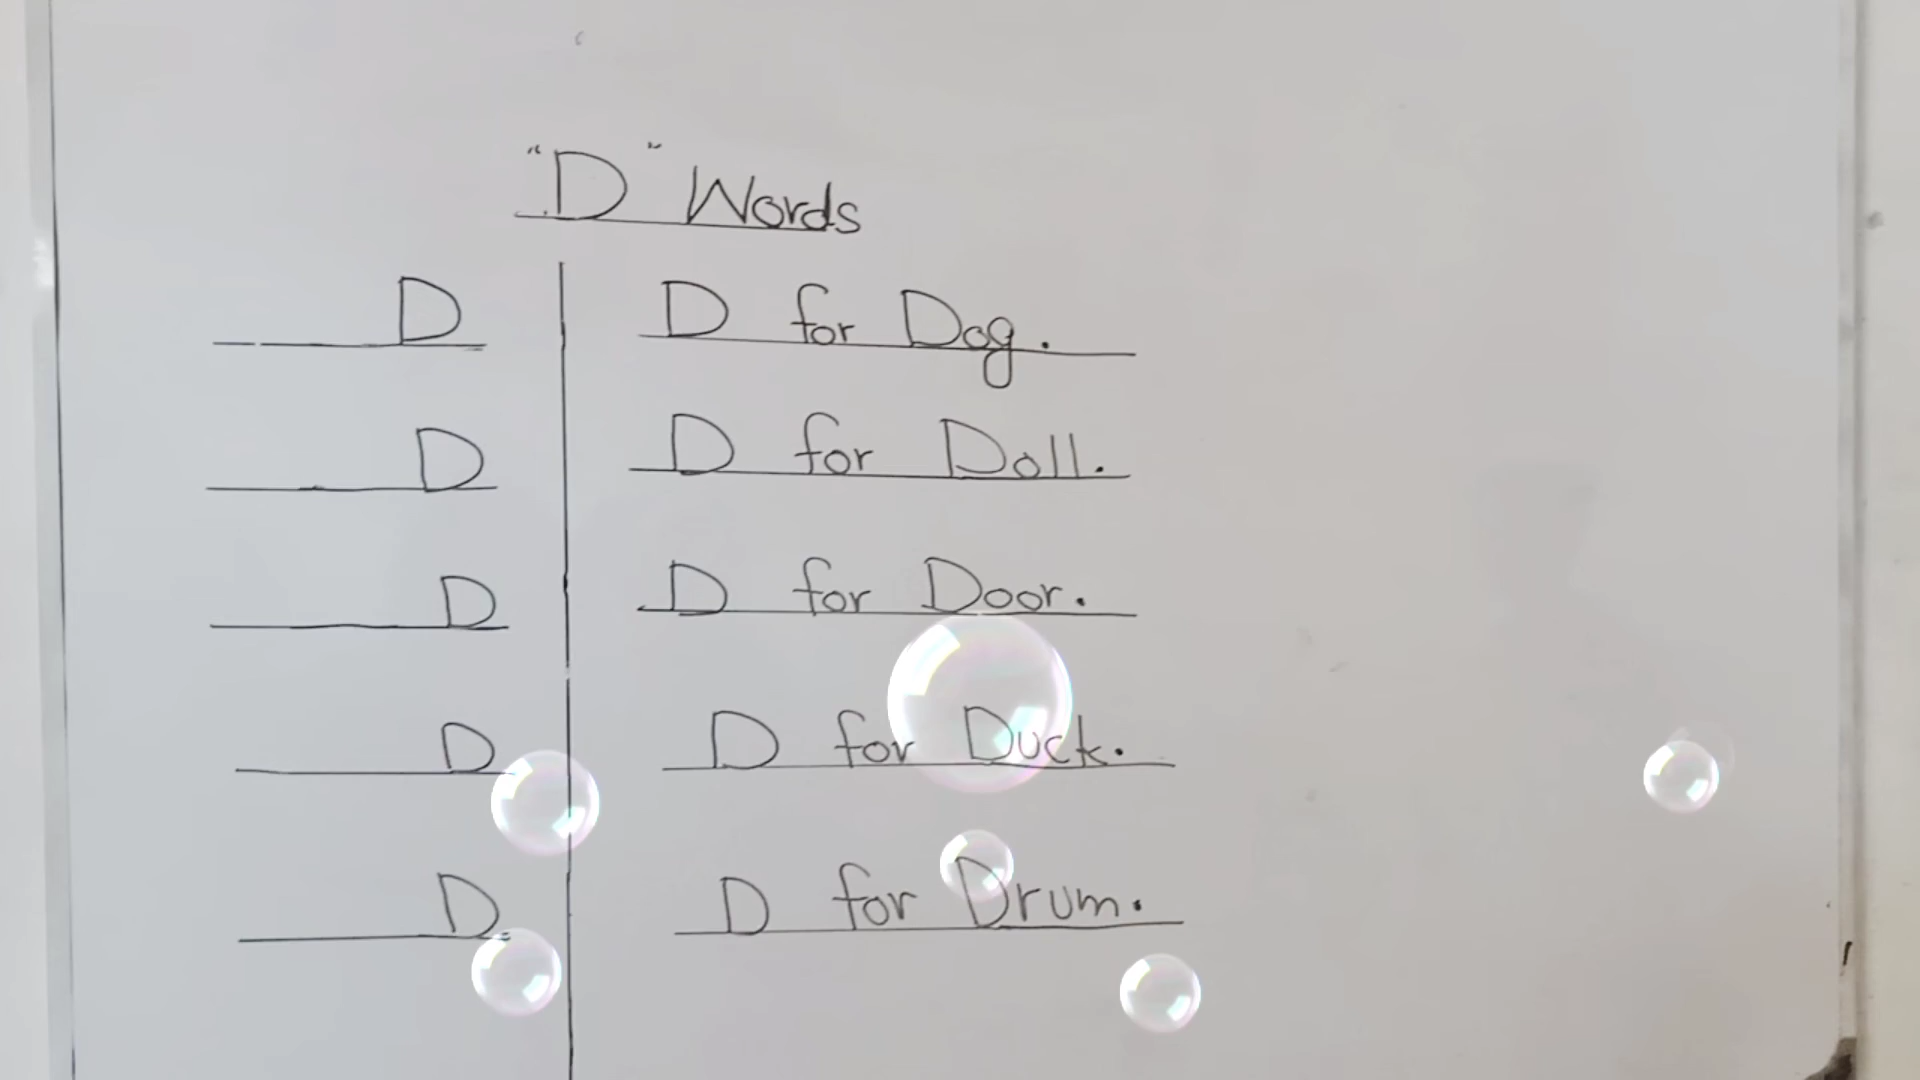 "D" Words
D D for Dog.
D D for Doll.
D D for Door.
D D for Duck.
D D for Drum.